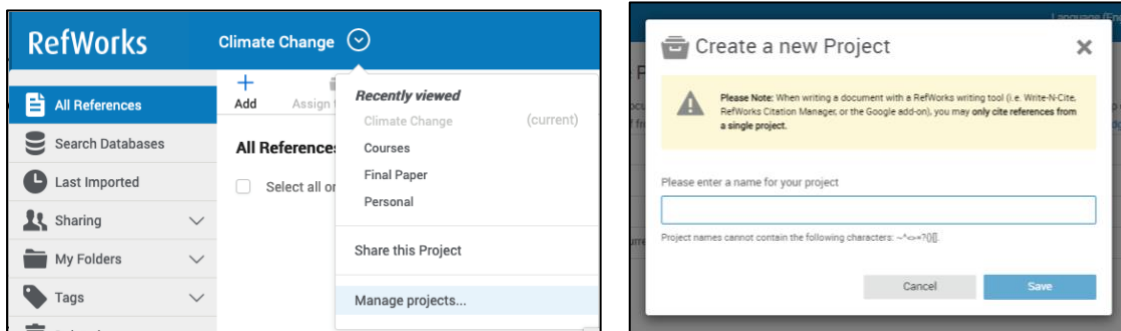 RefWorks
Climate Change
All References
Search Databases
Last Imported
Sharing
My Folders
Tags
Add
Assign
All References
Select all or
Recently viewed
Climate Change (current)
Courses
Final Paper
Personal
Share this Project
Manage projects...
Create a new Project
Please Note: When writing a document with a RefWorks writing tool (i.e. Write-N-Cite,
RefWorks Citation Manager, or the Google add-on), you may only cite references from
a single project.
Please enter a name for your project
Project names cannot contain the following characters:
Cancel
Save